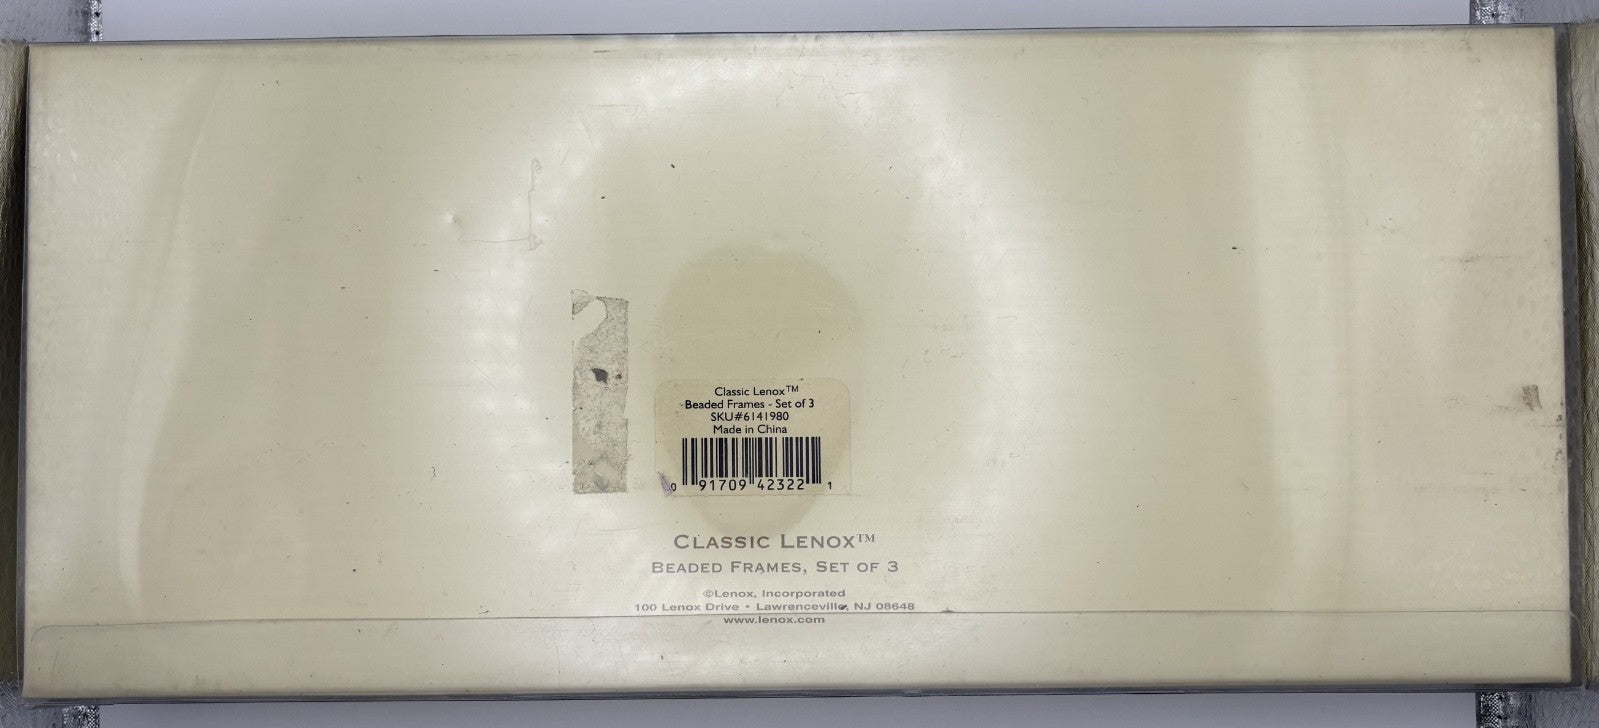 Classic Lenox™
Beaded Frames - Set of 3
SKU#6141980
Made in China
0 91709 42322 1
CLASSIC LENOX™
BEADED FRAMES, SET OF 3
©Lenox, Incorporated
100 Lenox Drive • Lawrenceville, NJ 08648
www.lenox.com